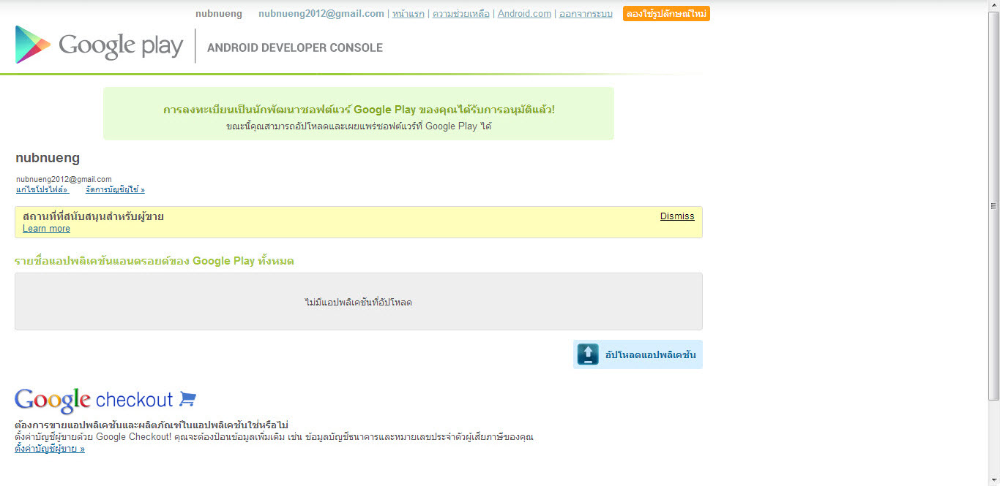 nubnueng nubnueng2012@gmail.com | หน้าแรก | ความช่วยเหลือ | Android.com | ออกจากระบบ ลองใช้รูปลักษณ์ใหม่
Google play ANDROID DEVELOPER CONSOLE
การลงทะเบียนเป็นนักพัฒนาซอฟต์แวร์ Google Play ของคุณได้รับการอนุมัติแล้ว!
ขณะนี้คุณสามารถอัปโหลดและเผยแพร่ซอฟต์แวร์ที่ Google Play ได้
nubnueng
nubnueng2012@gmail.com
แก้ไขโปรไฟล์» จัดการบัญชีผู้ใช้ »
สถานที่ที่สนับสนุนสำหรับผู้ขาย Dismiss
Learn more
รายชื่อแอปพลิเคชันแอนดรอยด์ของ Google Play ทั้งหมด
ไม่มีแอปพลิเคชันที่อัปโหลด
อัปโหลดแอปพลิเคชัน
Google checkout
ต้องการขายแอปพลิเคชันและผลิตภัณฑ์ในแอปพลิเคชันใช่หรือไม่
ตั้งค่าบัญชีผู้ขายด้วย Google Checkout! คุณจะต้องป้อนข้อมูลเพิ่มเติม เช่น ข้อมูลบัญชีธนาคารและหมายเลขประจำตัวผู้เสียภาษีของคุณ
ตั้งค่าบัญชีผู้ขาย »